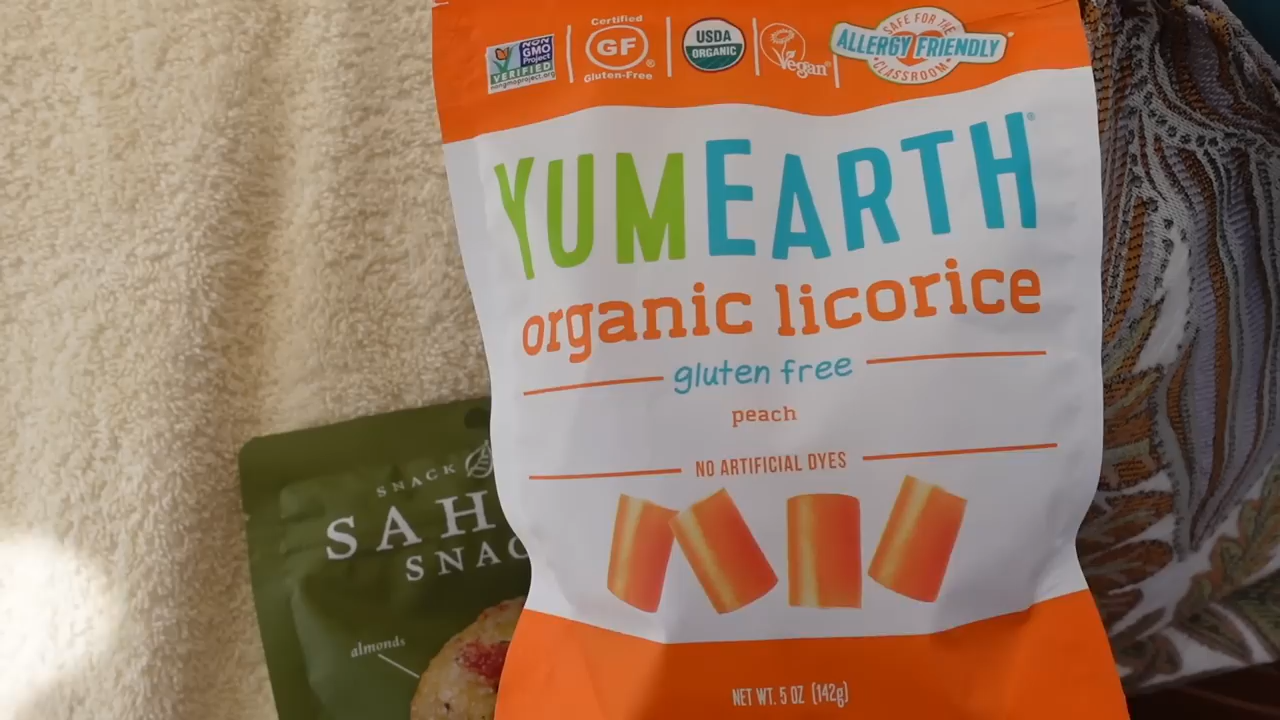 NON
GMO
Project
VERIFIED
nongmoproject.org
Certified
GF
Gluten-Free
USDA
ORGANIC
Vegan
SAFE FOR THE
ALLERGY FRIENDLY
CLASSROOM
YUMEARTH
organic licorice
gluten free
peach
NO ARTIFICIAL DYES
NET WT. 5 OZ (142g)
SNACK
SAH
SNAC
almonds